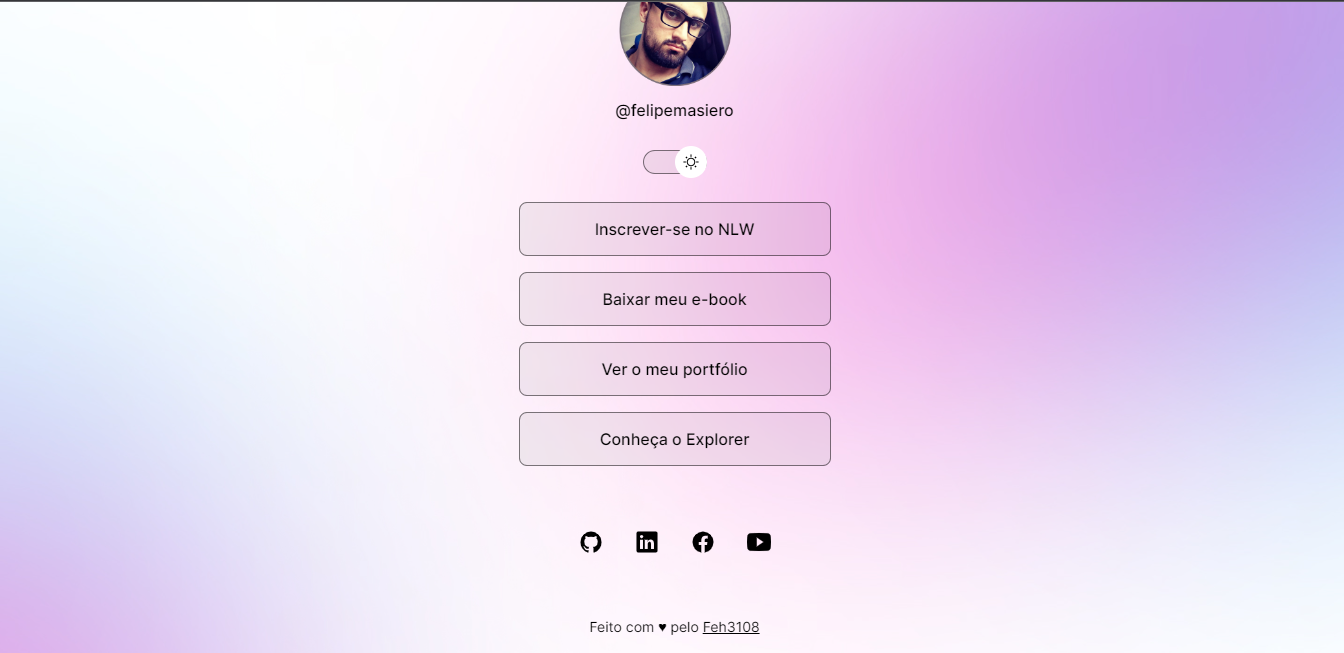 @felipemasiero
Inscrever-se no NLW
Baixar meu e-book
Ver o meu portfólio
Conheça o Explorer
Feito com ♥ pelo Feh3108